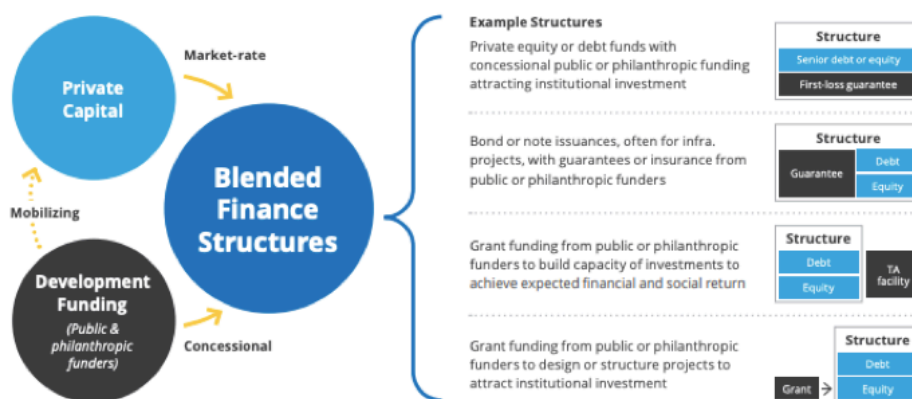 Private
Capital
Market-rate
Blended
Finance
Structures
Mobilizing
Development
Funding
(Public &
philanthropic
funders)
Concessional
Example Structures
Private equity or debt funds with
concessional public or philanthropic funding
attracting institutional investment
Structure
Senior debt or equity
First-loss guarantee
Bond or note issuances, often for infra.
projects, with guarantees or insurance from
public or philanthropic funders
Structure
Guarantee
Debt
Equity
Grant funding from public or philanthropic
funders to build capacity of investments to
achieve expected financial and social return
Structure
Debt
Equity
TA
facility
Grant funding from public or philanthropic
funders to design or structure projects to
attract institutional investment
Structure
Debt
Grant
Equity